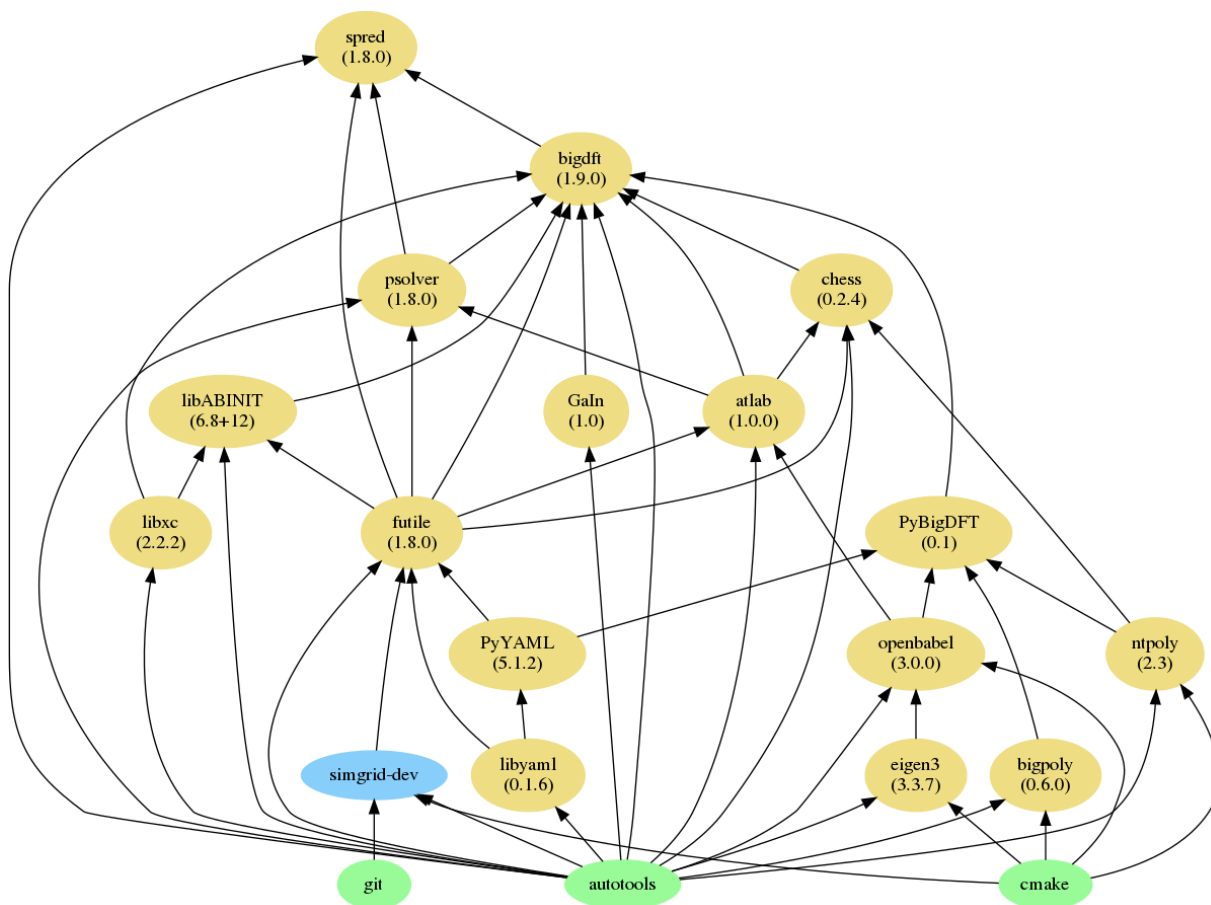 spred
(1.8.0)
bigdft
(1.9.0)
psolver
(1.8.0)
chess
(0.2.4)
libABINIT
(6.8+12)
GaIn
(1.0)
atlab
(1.0.0)
libxc
(2.2.2)
futile
(1.8.0)
PyBigDFT
(0.1)
PyYAML
(5.1.2)
openbabel
(3.0.0)
ntpoly
(2.3)
simgrid-dev
libyaml
(0.1.6)
eigen3
(3.3.7)
bigpoly
(0.6.0)
git
autotools
cmake